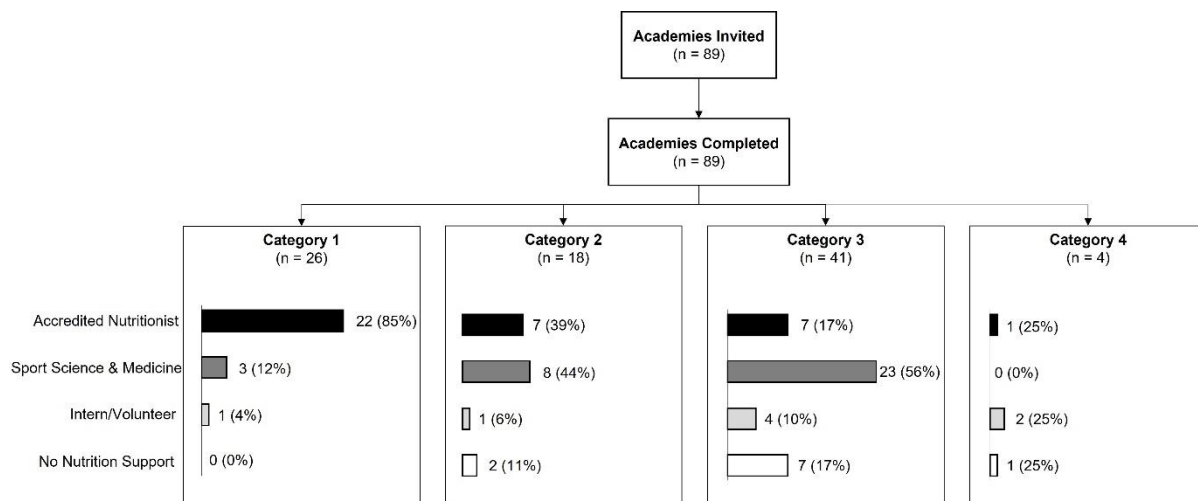 Academies Invited
(n = 89)
Academies Completed
(n = 89)
Category 1
(n = 26)
Category 2
(n = 18)
Category 3
(n = 41)
Category 4
(n = 4)
Accredited Nutritionist
22 (85%)
7 (39%)
7 (17%)
1 (25%)
Sport Science & Medicine
3 (12%)
8 (44%)
23 (56%)
0 (0%)
Intern/Volunteer
1 (4%)
1 (6%)
4 (10%)
2 (25%)
No Nutrition Support
0 (0%)
2 (11%)
7 (17%)
1 (25%)